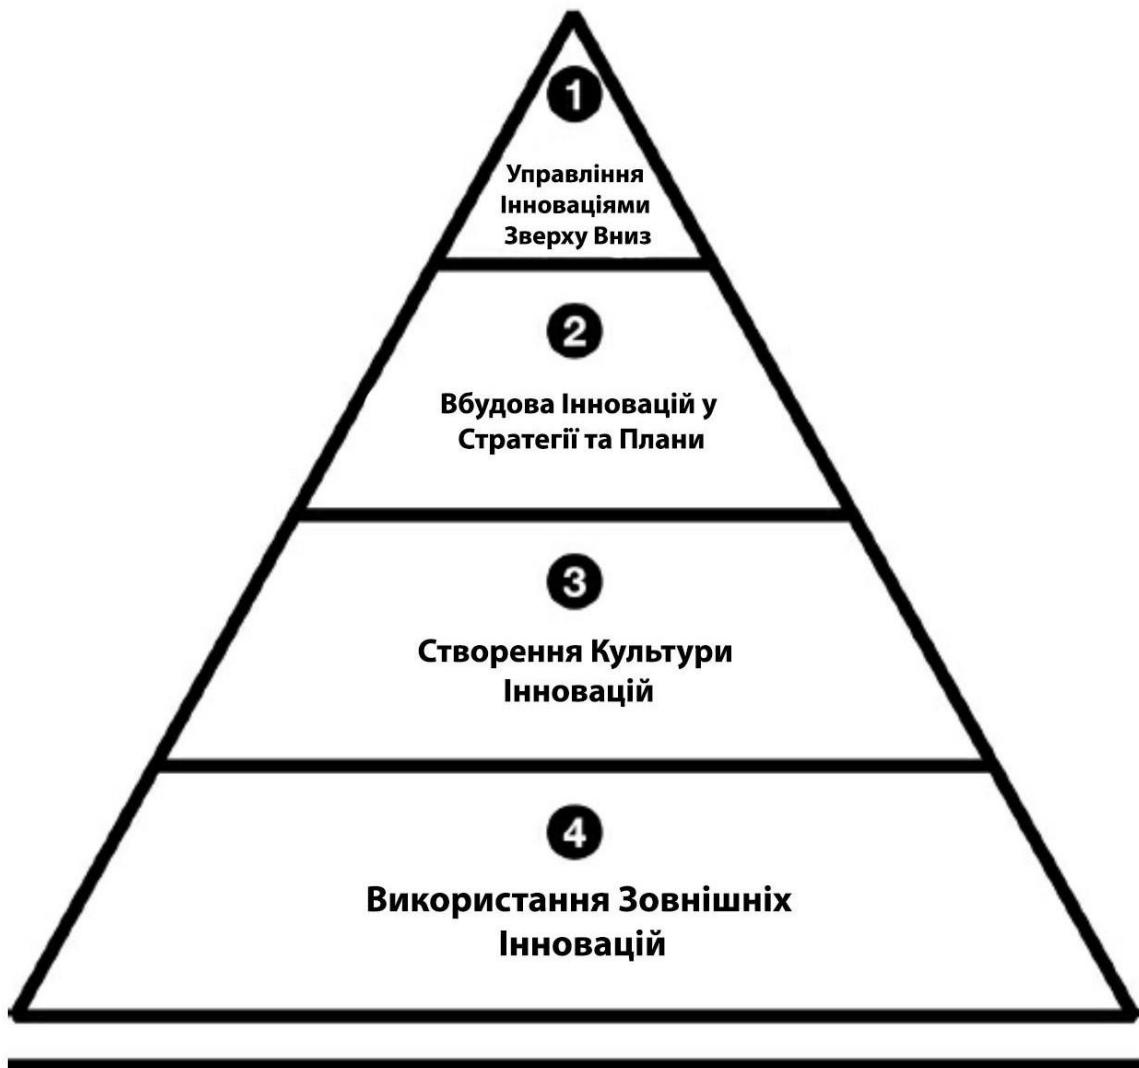 1
Управління
Інноваціями
Зверху Вниз
2
Вбудова Інновацій у
Стратегії та Плани
3
Створення Культури
Інновацій
4
Використання Зовнішніх
Інновацій